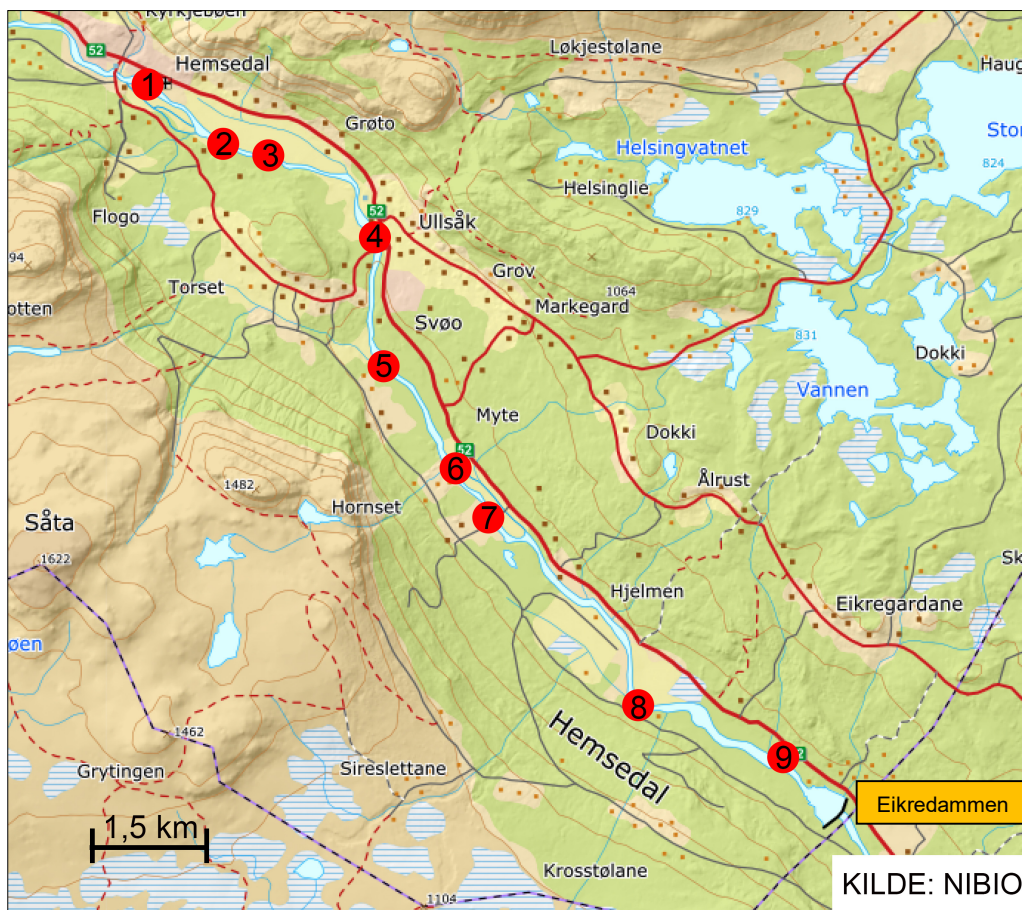 Kyrkjebøen
Løkjestølane
52
Hemsedal
Haug
1
Grøto
Stor
2
3
Helsingvatnet
824
Helsinglie
Flogo
52
829
Ullsåk
4
94
Grov
Torset
1064
Markegard
otten
Svøo
831
Dokki
5
Vannen
Myte
Dokki
52
6
Ålrust
1482
Hornset
7
Såta
1622
Sk
Hjelmen
Eikregardane
øen
8
Hemsedal
1462
9
2
Grytingen
Sireslettane
Eikredammen
1,5 km
Krosstølane
KILDE: NIBIO
1104